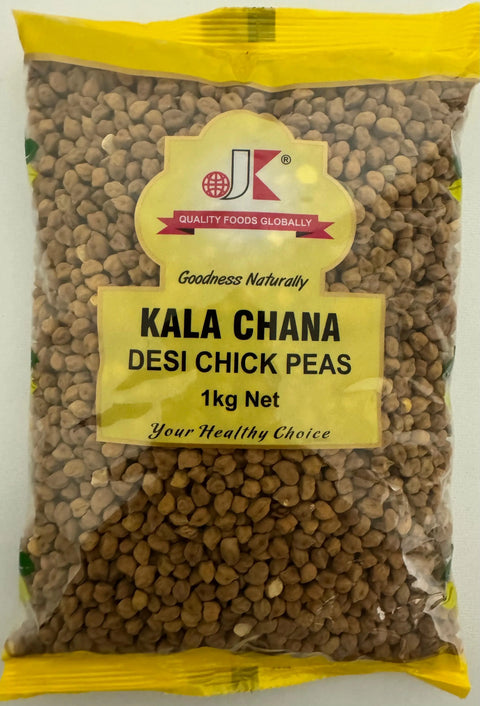 JK®
QUALITY FOODS GLOBALLY
Goodness Naturally
KALA CHANA
DESI CHICK PEAS
1kg Net
Your Healthy Choice